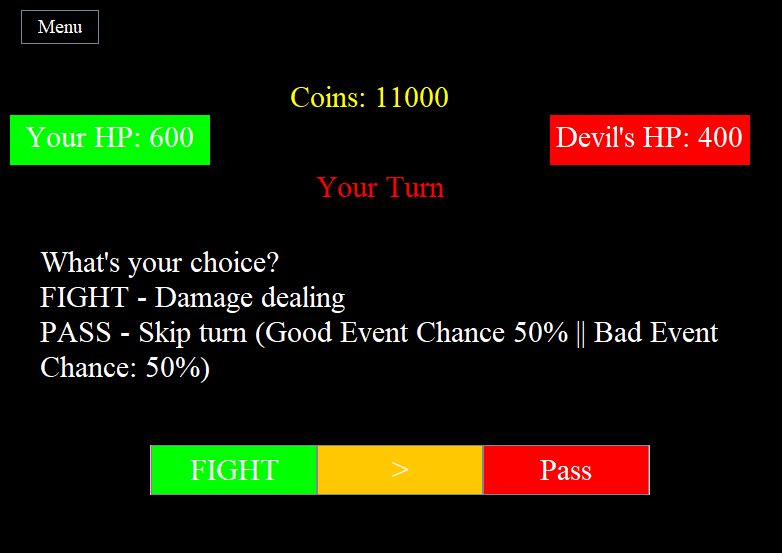 Menu
Coins: 11000
Your HP: 600
Devil's HP: 400
Your Turn
What's your choice?
FIGHT - Damage dealing
PASS - Skip turn (Good Event Chance 50% || Bad Event
Chance: 50%)
FIGHT
>
Pass